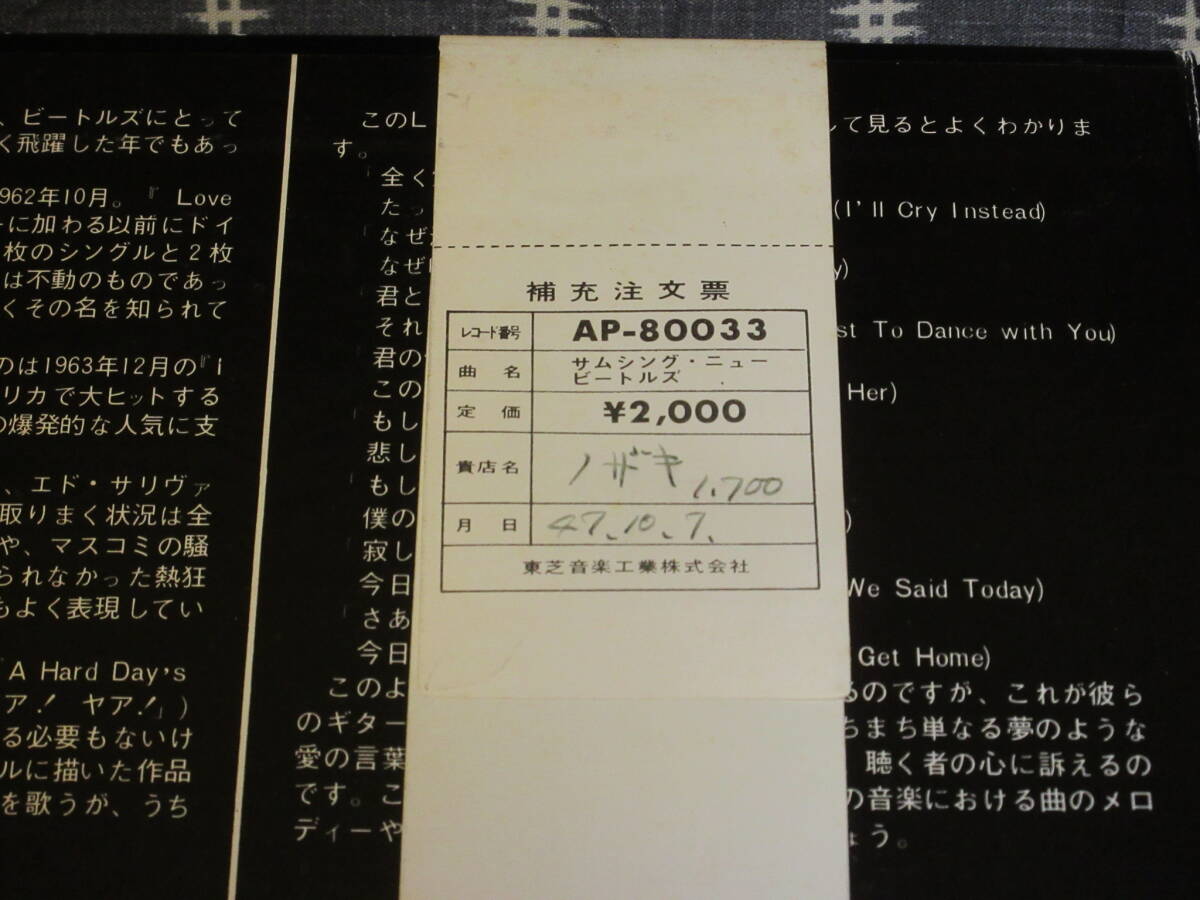 、ビートルズにとって
く飛躍した年でもあっ
962年10月。『 Love
ーに加わる以前にドイ
枚のシングルと2枚
は不動のものであっ
くその名を知られて
のは1963年12月の『i
リカで大ヒットする
の爆発的な人気に支
、エド・サリヴァ
取りまく状況は全
や、マスコミの騒
られなかった熱狂
もよく表現してい
A Hard Day's
ア！ ヤア！」）
る必要もないけ
ルに描いた作品
を歌うが、うち
このL
して見るとよくわかりま
す。
「全く
たっ
(I'll Cry Instead)
「なぜ
なぜ
y)
「君と
それ
st To Dance with You)
君の
この
Her)
「もし
悲し
「もし
僕の
)
寂し
今日
We Said Today)
「さあ
今日
Get Home)
このよ
るのですが、これが彼ら
のギター
ちまち単なる夢のような
愛の言葉
聴く者の心に訴えるの
です。こ
の音楽における曲のメロ
ディーや
ょう。
補充注文票
レコード番号 AP-80033
曲名 サムシング・ニュー
ビートルズ
定価 ¥2,000
貴店名 ノザキ 1,700
月日 47、10、7、
東芝音楽工業株式会社